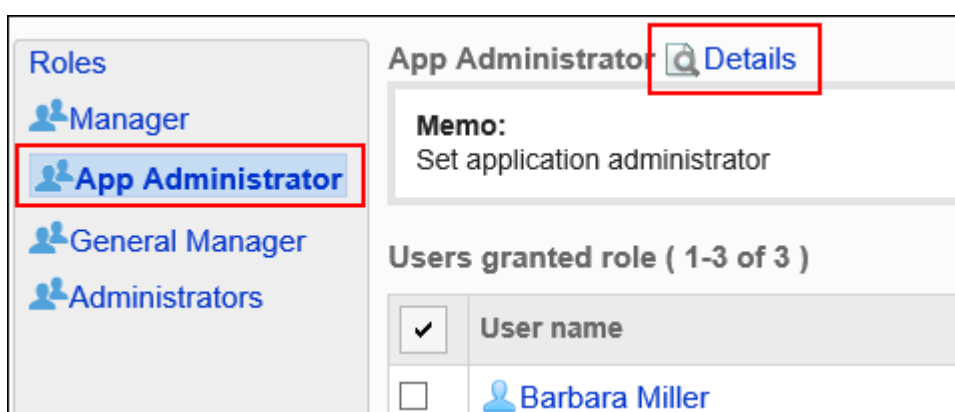 Roles
Manager
App Administrator
General Manager
Administrators
App Administrator Details
Memo:
Set application administrator
Users granted role ( 1-3 of 3 )
User name
Barbara Miller